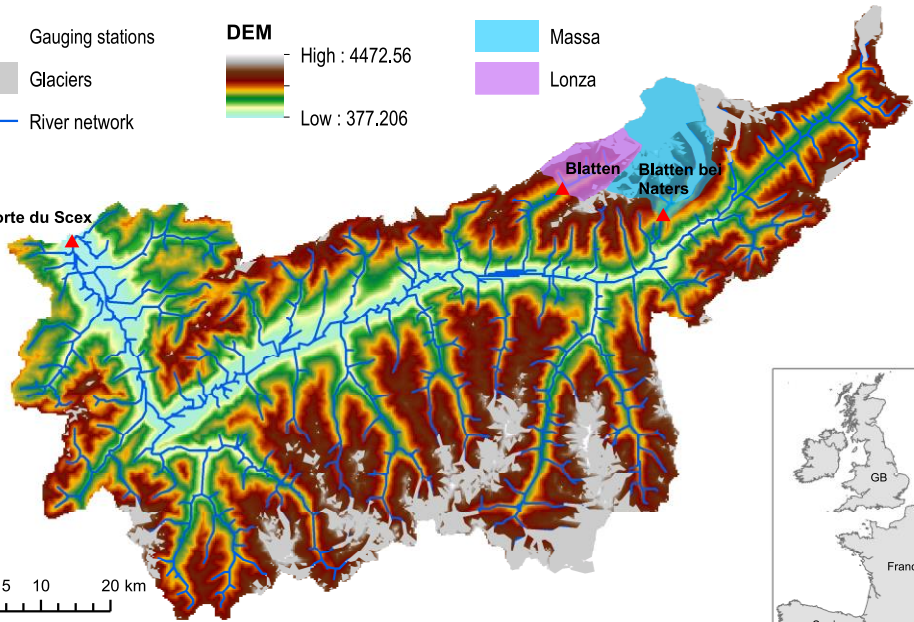 Gauging stations
Glaciers
River network
DEM
High : 4472.56
Low : 377.206
Massa
Lonza
Blatten
Blatten bei
Naters
orte du Scex
5 10 20 km
GB
Franc